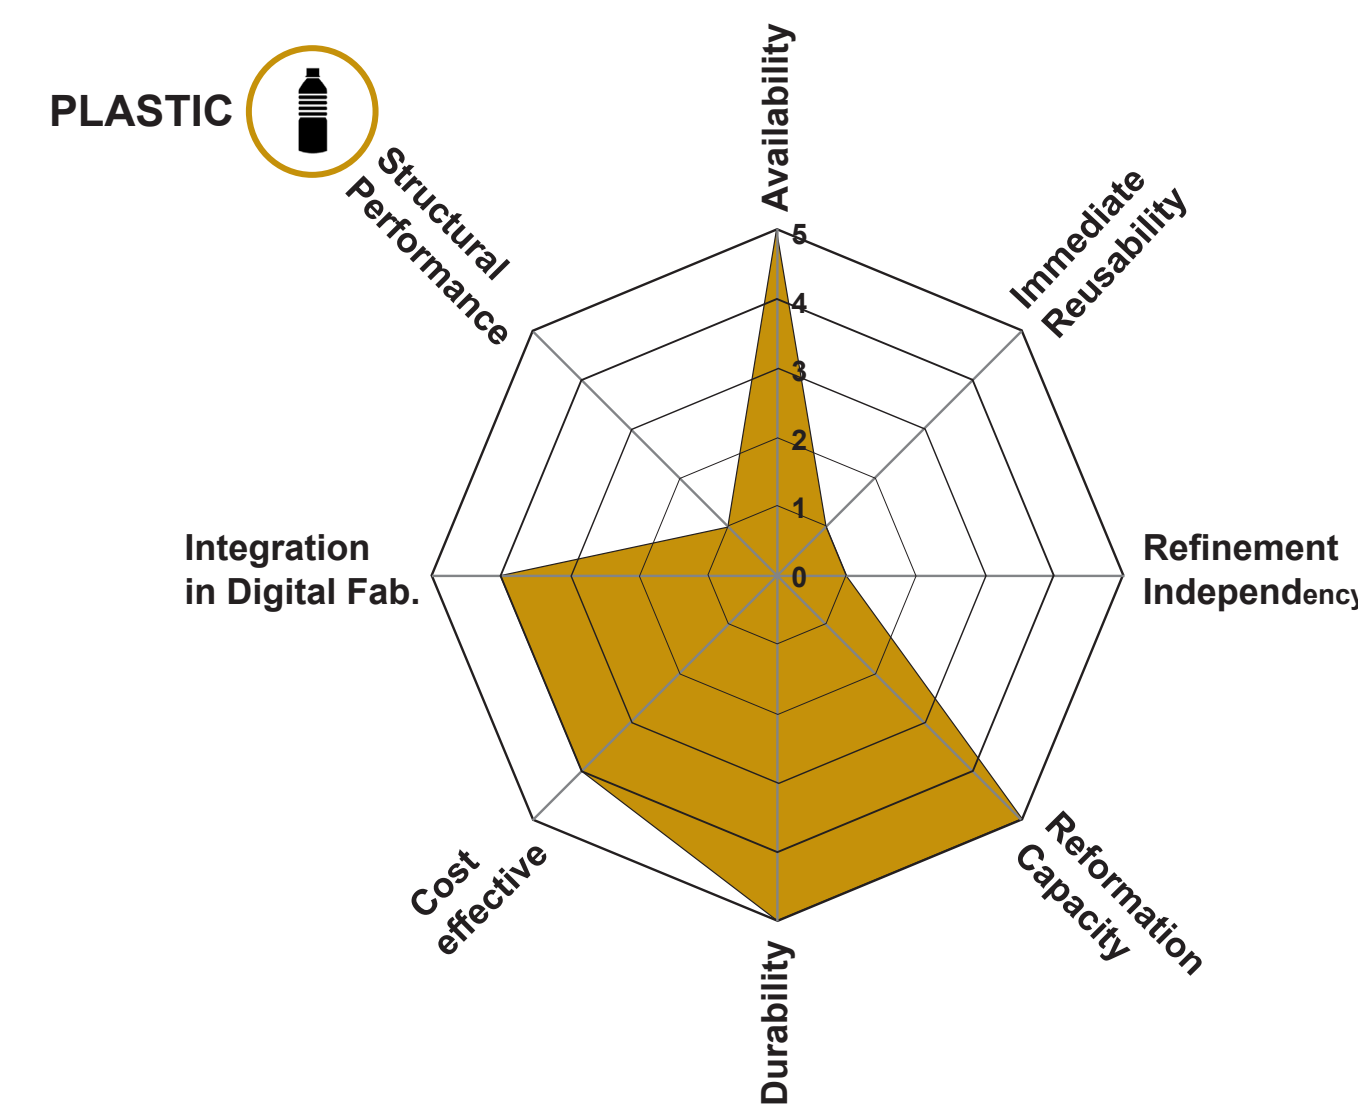 PLASTIC
Structural
Performance
Availability
Immediate
Reusability
5
4
3
2
1
0
Integration
in Digital Fab.
Refinement
Independency
Cost
effective
Reformation
Capacity
Durability